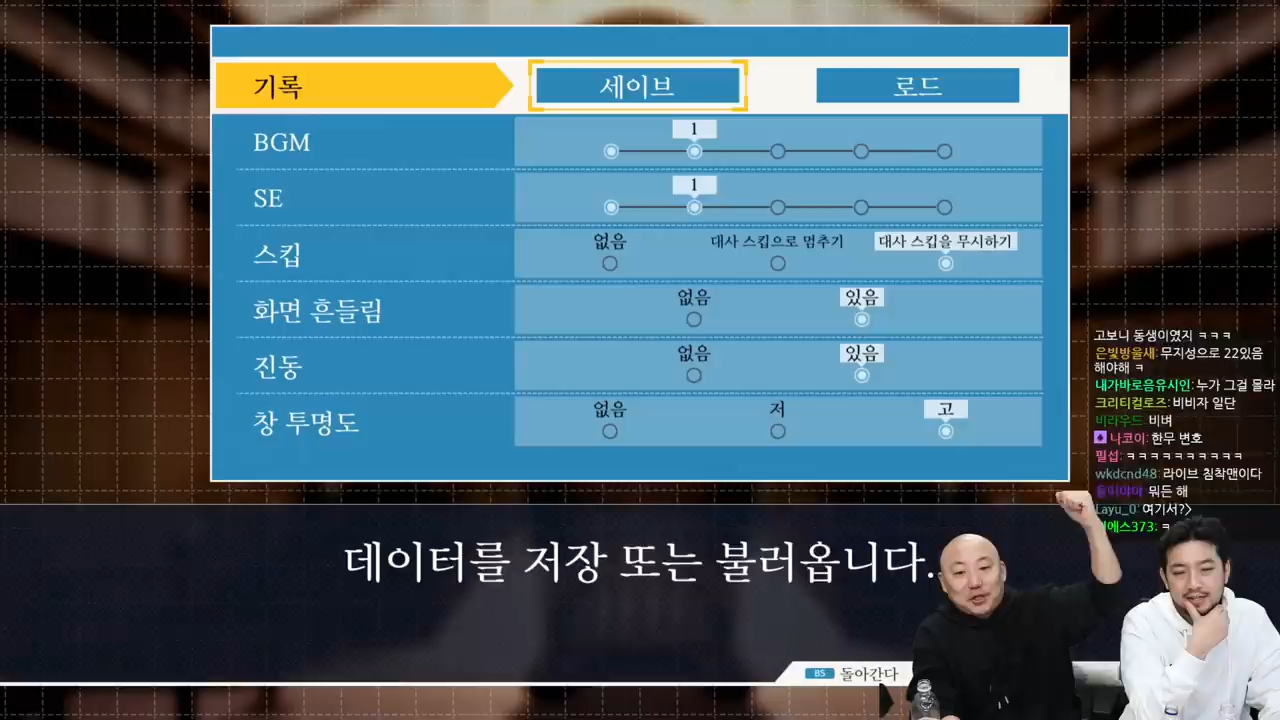 기록
세이브
로드
BGM
1
SE
1
스킵
없음
대사 스킵으로 멈추기
대사 스킵을 무시하기
화면 흔들림
없음
있음
진동
없음
있음
창 투명도
없음
저
고
고보니 동생이였지 ㅋㅋㅋ
은빛방울새: 무지성으로 22있음
해야해 ㅋ
내가바로음유시인: 누가 그걸 몰라
크리티컬로즈: 비비자 일단
비라우드: 비벼
나코이: 한무 변호
필섭: ㅋㅋㅋㅋㅋㅋㅋㅋㅋㅋ
wkdcnd48: 라이브 침착맨이다
뭐든 해
Layu_0: 여기서?>
에스373: ㅋ
데이터를 저장 또는 불러옵니다.
BS 돌아간다